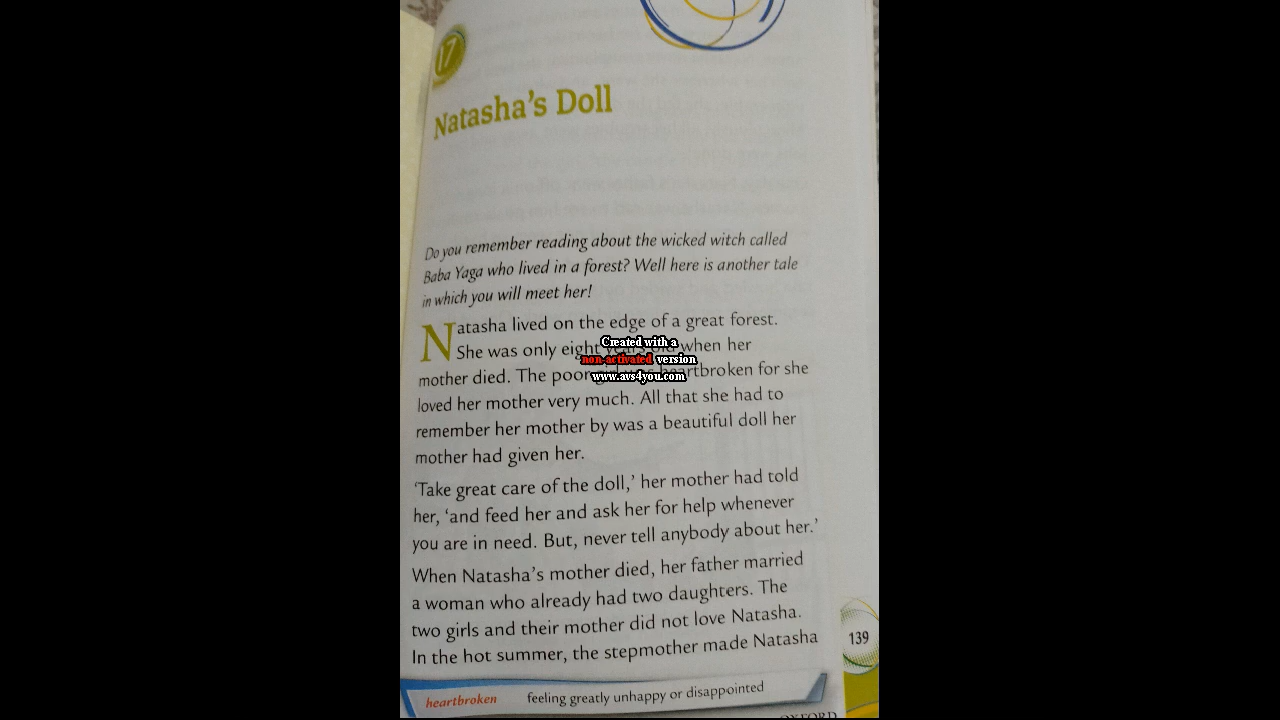 17
Natasha's Doll
Do you remember reading about the wicked witch called
Baba Yaga who lived in a forest? Well here is another tale
in which you will meet her!
Natasha lived on the edge of a great forest.
She was only eight when her
mother died. The poor heartbroken for she
loved her mother very much. All that she had to
remember her mother by was a beautiful doll her
mother had given her.
‘Take great care of the doll,’ her mother had told
her, ‘and feed her and ask her for help whenever
you are in need. But, never tell anybody about her.’
When Natasha's mother died, her father married
a woman who already had two daughters. The
two girls and their mother did not love Natasha.
In the hot summer, the stepmother made Natasha
139
heartbroken feeling greatly unhappy or disappointed
OXFORD
Created with a
non-activated version
www.avs4you.com